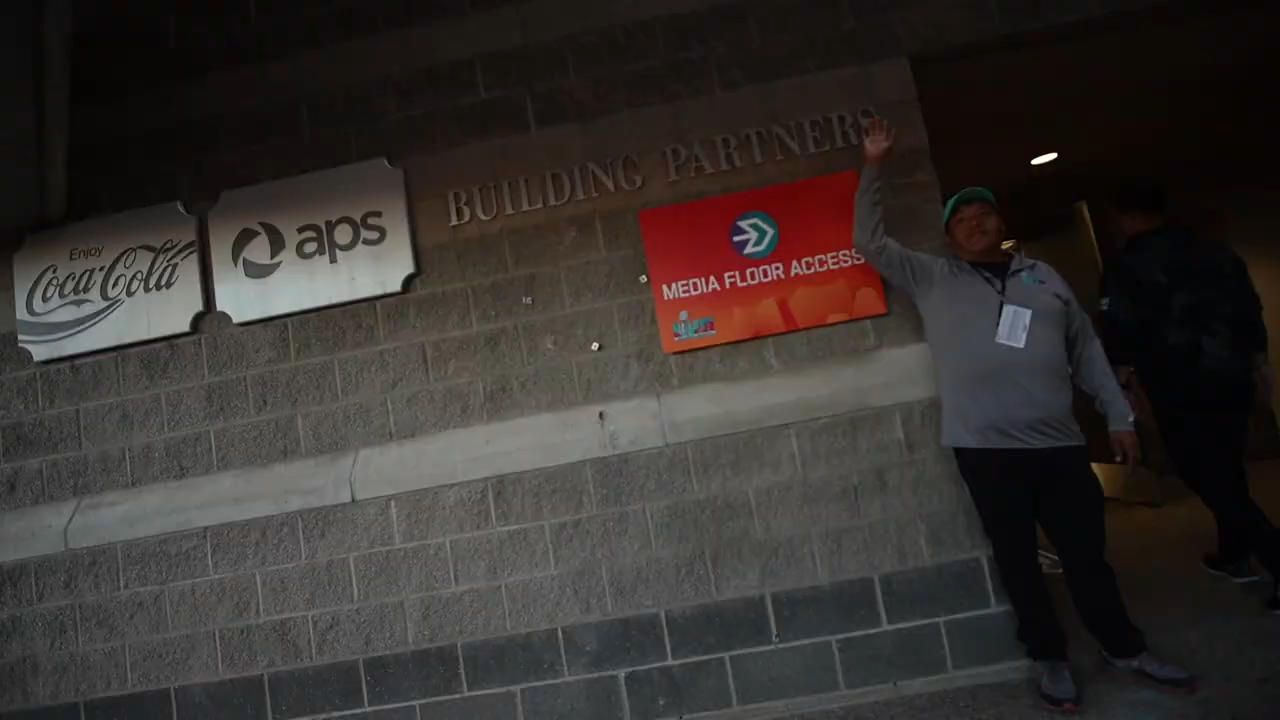 Enjoy
Coca-Cola
aps
BUILDING PARTNERS
MEDIA FLOOR ACCESS